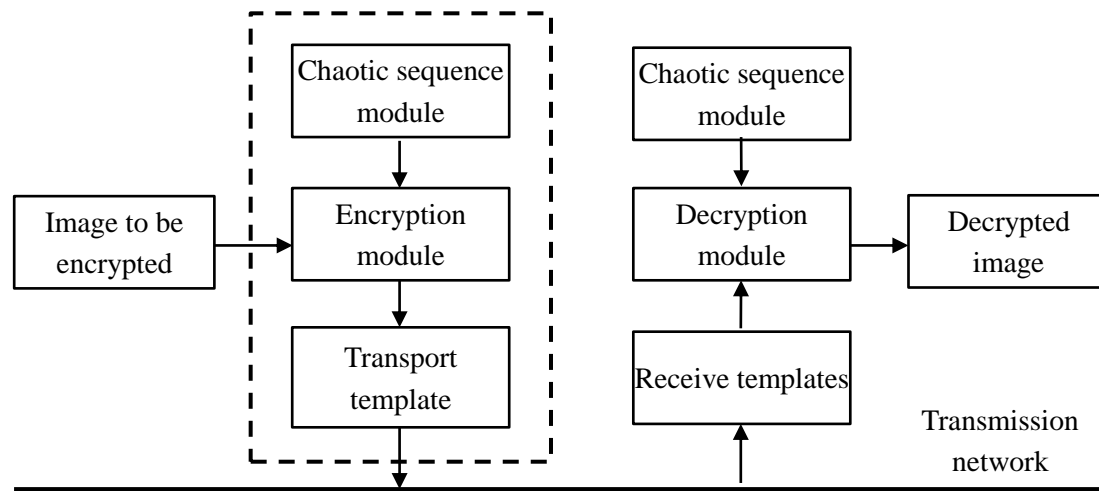 Chaotic sequence
module
Chaotic sequence
module
Image to be
encrypted
Encryption
module
Decryption
module
Decrypted
image
Transport
template
Receive templates
Transmission
network